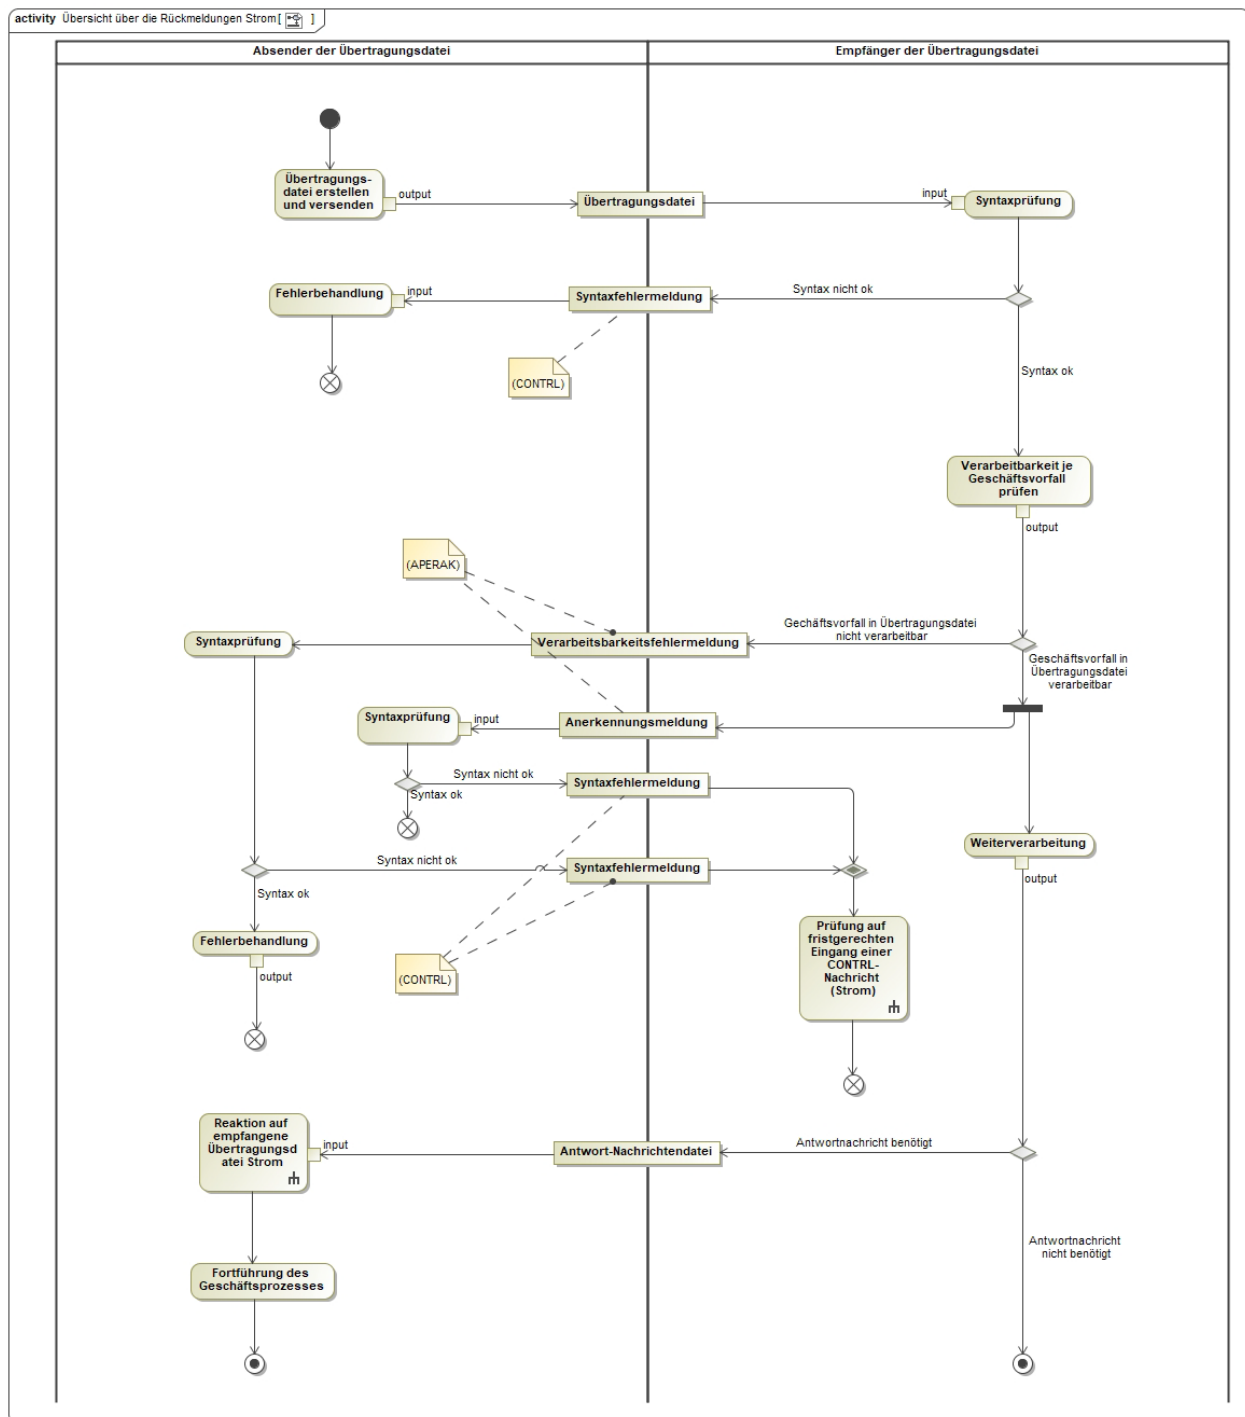 activity Übersicht über die Rückmeldungen Strom [ ]
Absender der Übertragungsdatei
Empfänger der Übertragungsdatei
Übertragungs-
datei erstellen
und versenden
output
Übertragungsdatei
input
Syntaxprüfung
Fehlerbehandlung
input
Syntaxfehlermeldung
Syntax nicht ok
(CONTRL)
Syntax ok
Verarbeitbarkeit je
Geschäftsvorfall
prüfen
output
(APERAK)
Syntaxprüfung
Verarbeitsbarkeitsfehlermeldung
Gechäftsvorfall in Übertragungsdatei
nicht verarbeitbar
Geschäftsvorfall in
Übertragungsdatei
verarbeitbar
Syntaxprüfung
input
Anerkennungsmeldung
Syntax nicht ok
Syntaxfehlermeldung
Syntax ok
Weiterverarbeitung
output
Syntax nicht ok
Syntaxfehlermeldung
Syntax ok
Fehlerbehandlung
output
(CONTRL)
Prüfung auf
fristgerechten
Eingang einer
CONTRL-
Nachricht
(Strom)
Reaktion auf
empfangene
Übertragungsd
atei Strom
input
Antwort-Nachrichtendatei
Antwortnachricht benötigt
Antwortnachricht
nicht benötigt
Fortführung des
Geschäftsprozesses